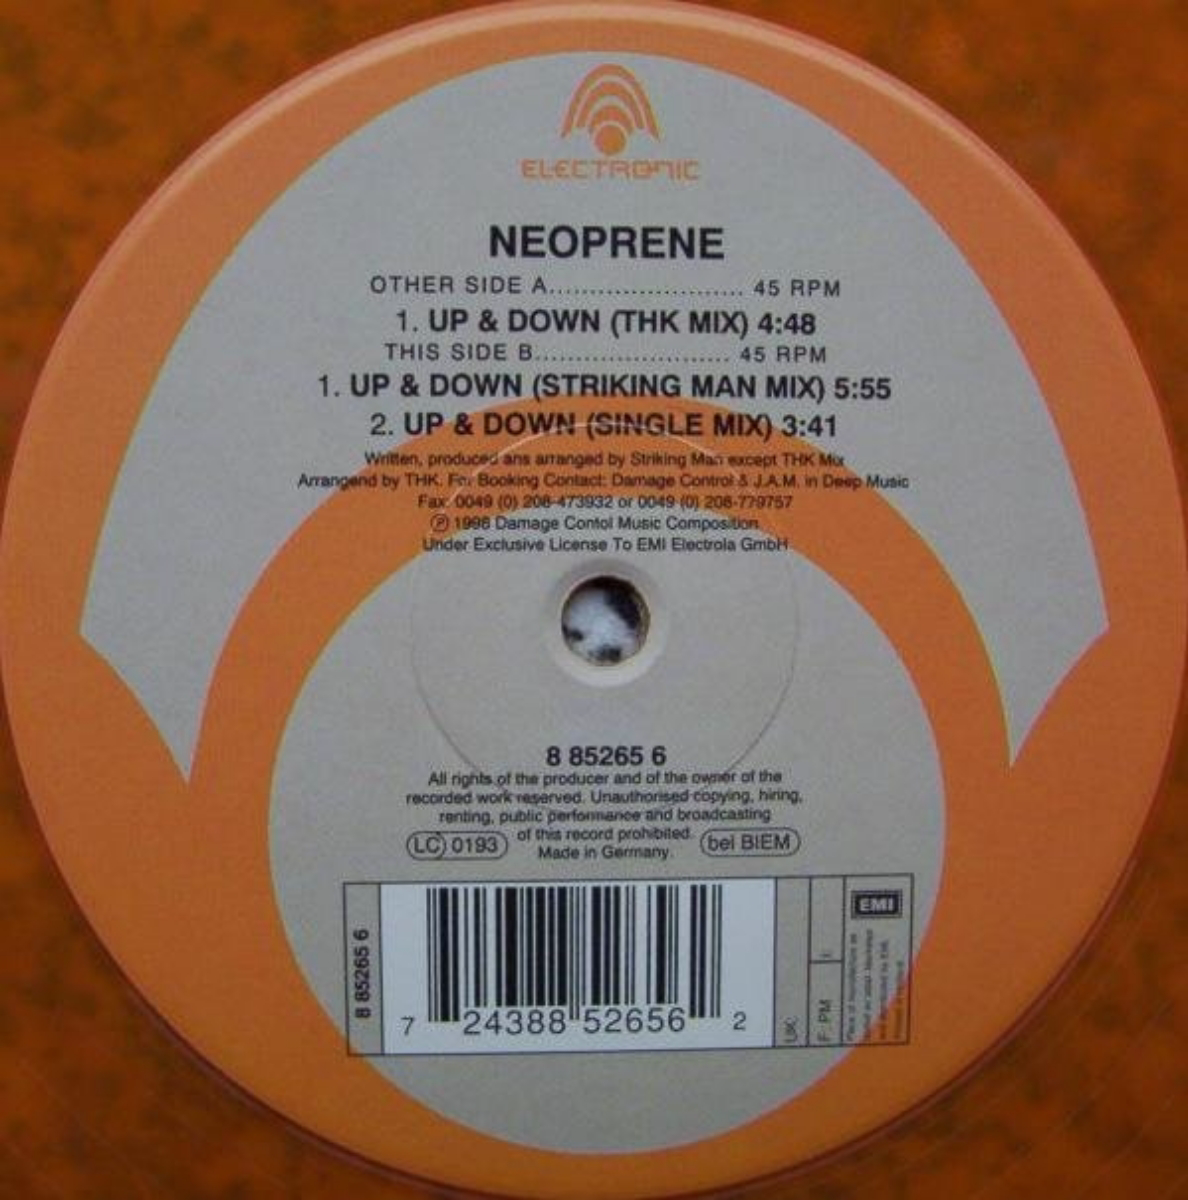 ELECTRONIC
NEOPRENE
OTHER SIDE A........................ 45 RPM
1. UP & DOWN (THK MIX) 4:48
THIS SIDE B........................ 45 RPM
1. UP & DOWN (STRIKING MAN MIX) 5:55
2. UP & DOWN (SINGLE MIX) 3:41
Written, produced ans arranged by Striking Man except THK Mix
Arrangend by THK. For Booking Contact: Damage Control & J.A.M. in Deep Music
Fax: 0049 (0) 208-473932 or 0049 (0) 208-779757
℗ 1996 Damage Contol Music Composition
Under Exclusive License To EMI Electrola GmbH
8 85265 6
All rights of the producer and of the owner of the
recorded work reserved. Unauthorised copying, hiring,
renting, public performance and broadcasting
of this record prohibited.
LC 0193
Made in Germany.
bel BIEM
8 85265 6
7 24388 52656 2
UK:
F: PM
I:
EMI